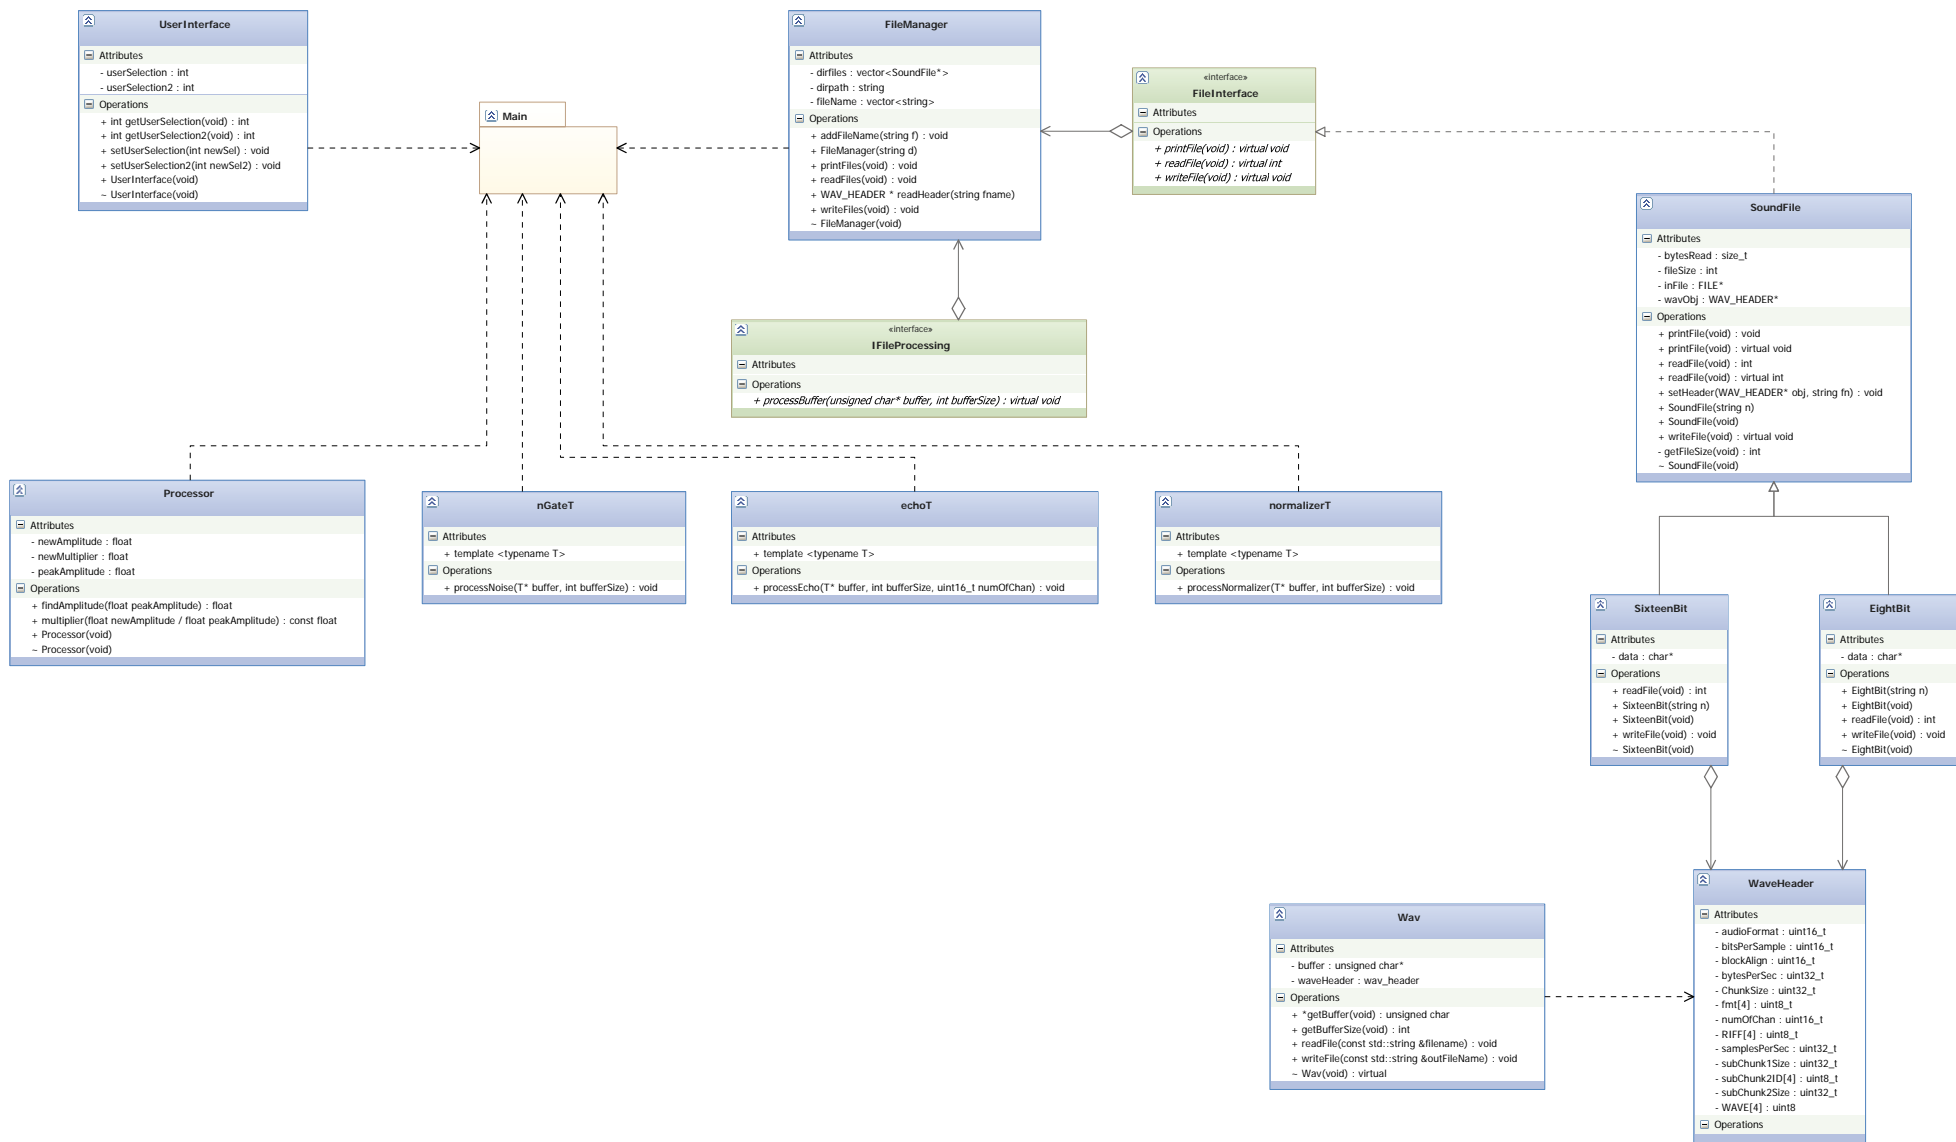 UserInterface
Attributes
- userSelection : int
- userSelection2 : int
Operations
+ int getUserSelection(void) : int
+ int getUserSelection2(void) : int
+ setUserSelection(int newSel) : void
+ setUserSelection2(int newSel2) : void
+ UserInterface(void)
~ UserInterface(void)
Main
FileManager
Attributes
- dirfiles : vector<SoundFile*>
- dirpath : string
- fileName : vector<string>
Operations
+ addFileName(string f) : void
+ FileManager(string d)
+ printFiles(void) : void
+ readFiles(void) : void
+ WAV_HEADER * readHeader(string fname)
+ writeFiles(void) : void
~ FileManager(void)
«interface»
FileInterface
Attributes
Operations
+ printFile(void) : virtual void
+ readFile(void) : virtual int
+ writeFile(void) : virtual void
SoundFile
Attributes
- bytesRead : size_t
- fileSize : int
- inFile : FILE*
- wavObj : WAV_HEADER*
Operations
+ printFile(void) : void
+ printFile(void) : virtual void
+ readFile(void) : int
+ readFile(void) : virtual int
+ setHeader(WAV_HEADER* obj, string fn) : void
+ SoundFile(string n)
+ SoundFile(void)
+ writeFile(void) : virtual void
- getFileSize(void) : int
~ SoundFile(void)
«interface»
IFileProcessing
Attributes
Operations
+ processBuffer(unsigned char* buffer, int bufferSize) : virtual void
Processor
Attributes
- newAmplitude : float
- newMultiplier : float
- peakAmplitude : float
Operations
+ findAmplitude(float peakAmplitude) : float
+ multiplier(float newAmplitude / float peakAmplitude) : const float
+ Processor(void)
~ Processor(void)
nGateT
Attributes
+ template <typename T>
Operations
+ processNoise(T* buffer, int bufferSize) : void
echoT
Attributes
+ template <typename T>
Operations
+ processEcho(T* buffer, int bufferSize, uint16_t numOfChan) : void
normalizerT
Attributes
+ template <typename T>
Operations
+ processNormalizer(T* buffer, int bufferSize) : void
SixteenBit
Attributes
- data : char*
Operations
+ readFile(void) : int
+ SixteenBit(string n)
+ SixteenBit(void)
+ writeFile(void) : void
~ SixteenBit(void)
EightBit
Attributes
- data : char*
Operations
+ EightBit(string n)
+ EightBit(void)
+ readFile(void) : int
+ writeFile(void) : void
~ EightBit(void)
Wav
Attributes
- buffer : unsigned char*
- waveHeader : wav_header
Operations
+ *getBuffer(void) : unsigned char
+ getBufferSize(void) : int
+ readFile(const std::string &filename) : void
+ writeFile(const std::string &outFileName) : void
~ Wav(void) : virtual
WaveHeader
Attributes
- audioFormat : uint16_t
- bitsPerSample : uint16_t
- blockAlign : uint16_t
- bytesPerSec : uint32_t
- ChunkSize : uint32_t
- fmt[4] : uint8_t
- numOfChan : uint16_t
- RIFF[4] : uint8_t
- samplesPerSec : uint32_t
- subChunk1Size : uint32_t
- subChunk2ID[4] : uint8_t
- subChunk2Size : uint32_t
- WAVE[4] : uint8
Operations